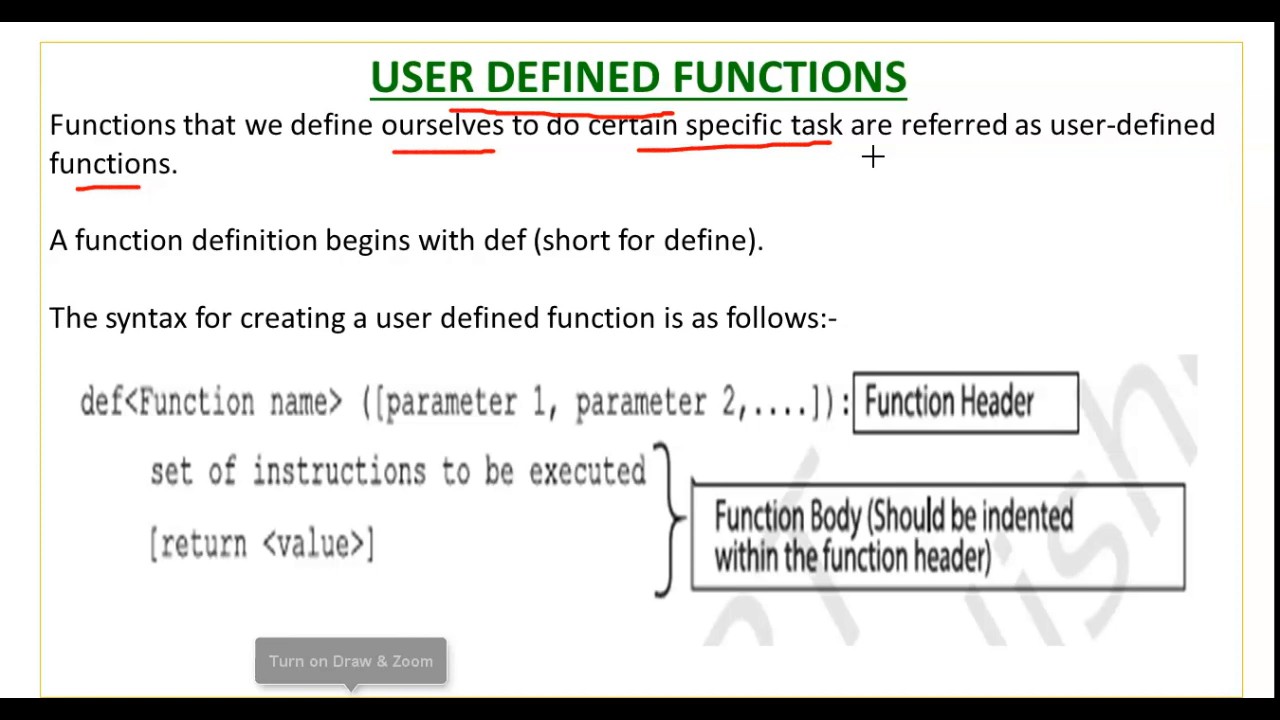 USER DEFINED FUNCTIONS
Functions that we define ourselves to do certain specific task are referred as user-defined
functions.
A function definition begins with def (short for define).
The syntax for creating a user defined function is as follows:-
def<Function name> ([parameter 1, parameter 2,....]): Function Header
set of instructions to be executed
[return <value>]
Function Body (Should be indented
within the function header)
Turn on Draw & Zoom